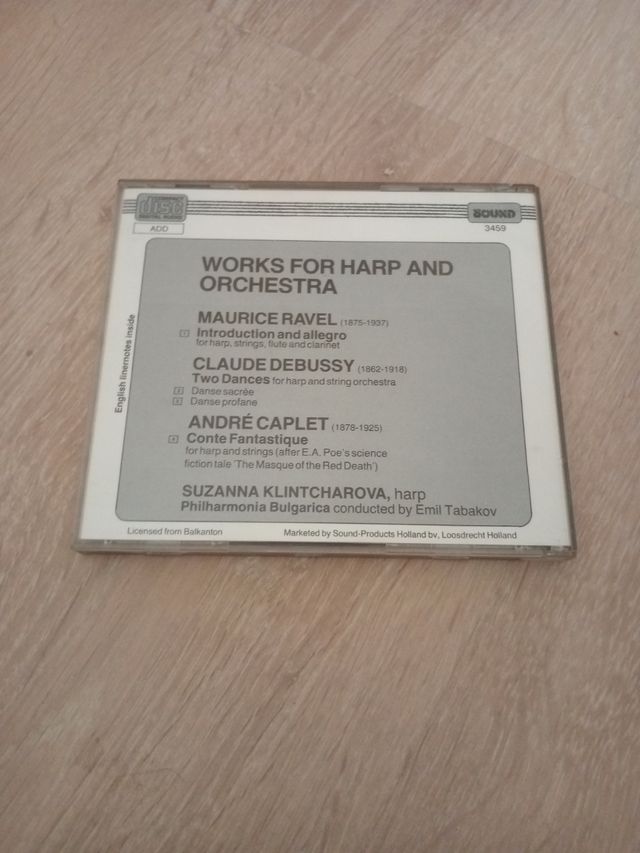 disc
DIGITAL AUDIO
SOUND
ADD
3459
WORKS FOR HARP AND
ORCHESTRA
MAURICE RAVEL (1875-1937)
1 Introduction and allegro
for harp, strings, flute and clarinet
CLAUDE DEBUSSY (1862-1918)
Two Dances for harp and string orchestra
2 Danse sacrée
3 Danse profane
ANDRÉ CAPLET (1878-1925)
4 Conte Fantastique
for harp and strings (after E.A. Poe's science
fiction tale 'The Masque of the Red Death')
SUZANNA KLINTCHAROVA, harp
Philharmonia Bulgarica conducted by Emil Tabakov
English linernotes inside
Licensed from Balkanton
Marketed by Sound-Products Holland bv, Loosdrecht Holland